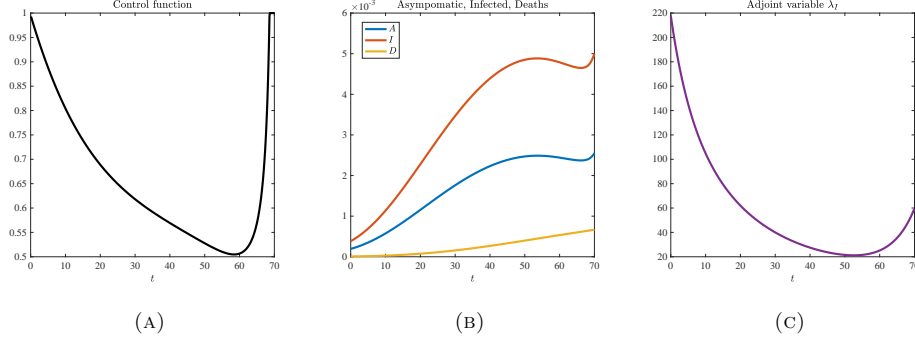 Control function
1
0.95
0.9
0.85
0.8
0.75
0.7
0.65
0.6
0.55
0.5
0 10 20 30 40 50 60 70
t
(A)
Asympomatic, Infected, Deaths
×10⁻³
6
5
4
3
2
1
0
A
I
D
0 10 20 30 40 50 60 70
t
(B)
Adjoint variable λ_I
220
200
180
160
140
120
100
80
60
40
20
0 10 20 30 40 50 60 70
t
(C)